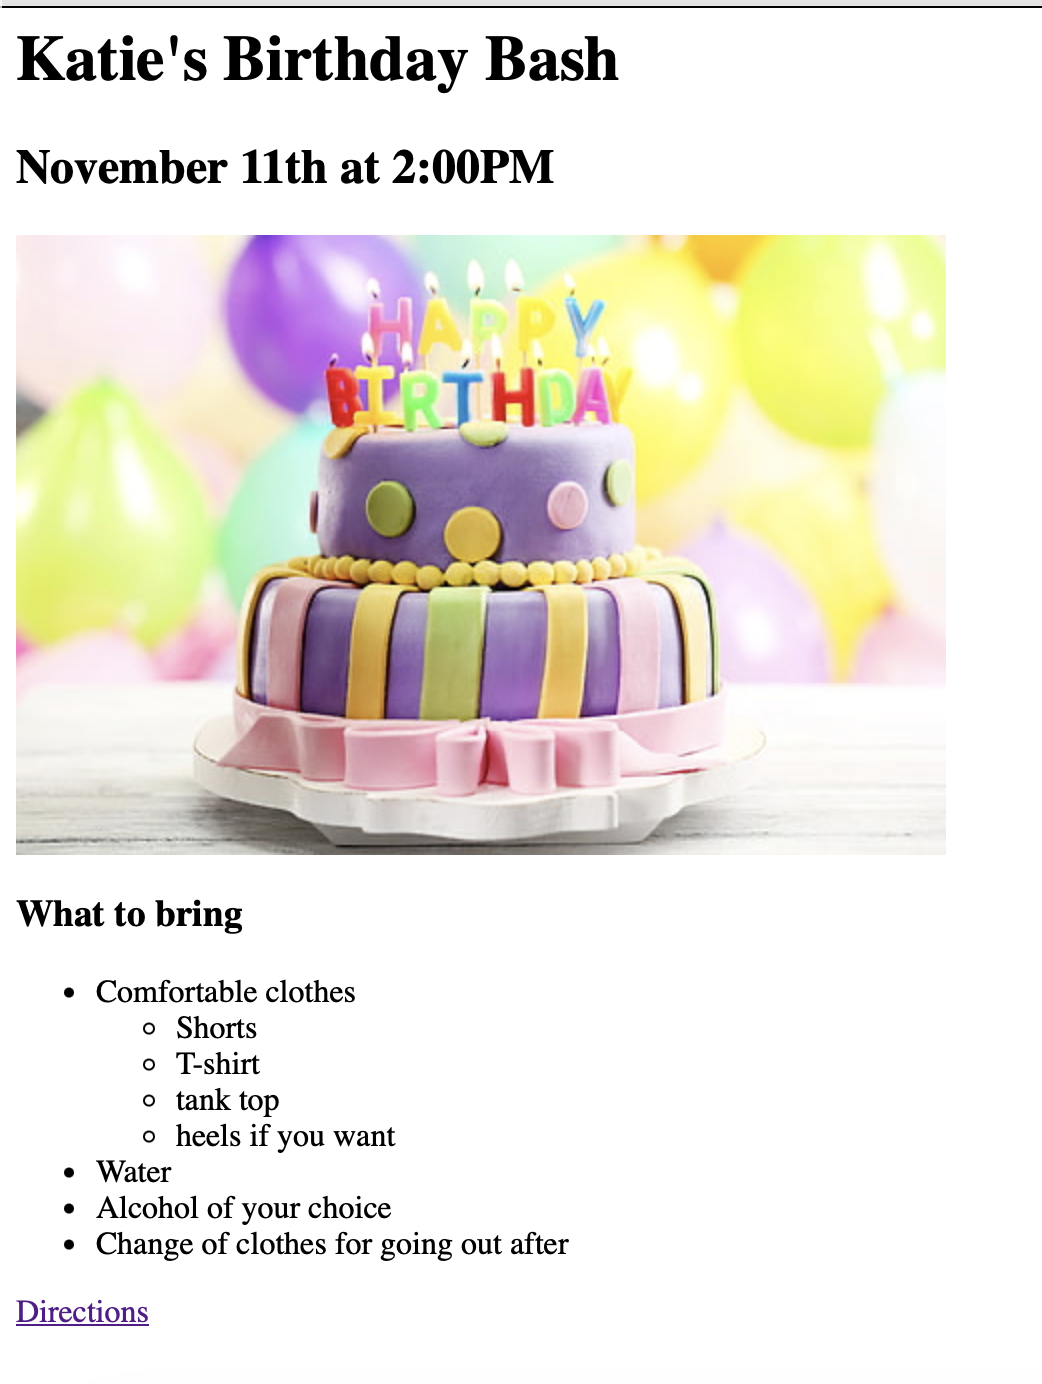 Katie's Birthday Bash
November 11th at 2:00PM
HAPPY
BIRTHDAY
What to bring
Comfortable clothes
Shorts
T-shirt
tank top
heels if you want
Water
Alcohol of your choice
Change of clothes for going out after
Directions